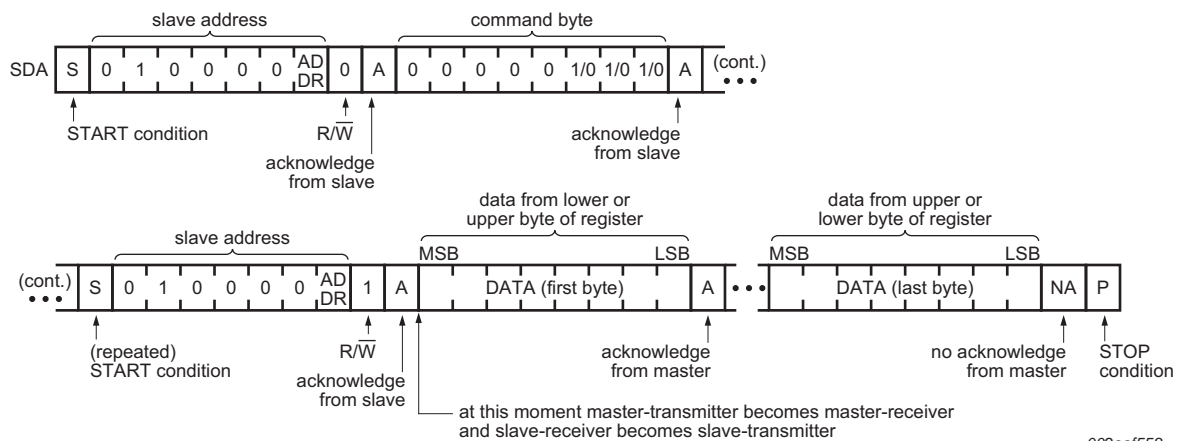 slave address command byte
SDA S 0 1 0 0 0 0 AD DR 0 A 0 0 0 0 0 1/0 1/0 1/0 A (cont.)
START condition R/W
acknowledge from slave
acknowledge from slave
data from lower or upper byte of register
data from upper or lower byte of register
slave address
MSB LSB MSB LSB
(cont.) S 0 1 0 0 0 0 AD DR 1 A DATA (first byte) A DATA (last byte) NA P
(repeated) START condition
R/W
acknowledge from slave
acknowledge from master
no acknowledge from master
STOP condition
at this moment master-transmitter becomes master-receiver
and slave-receiver becomes slave-transmitter